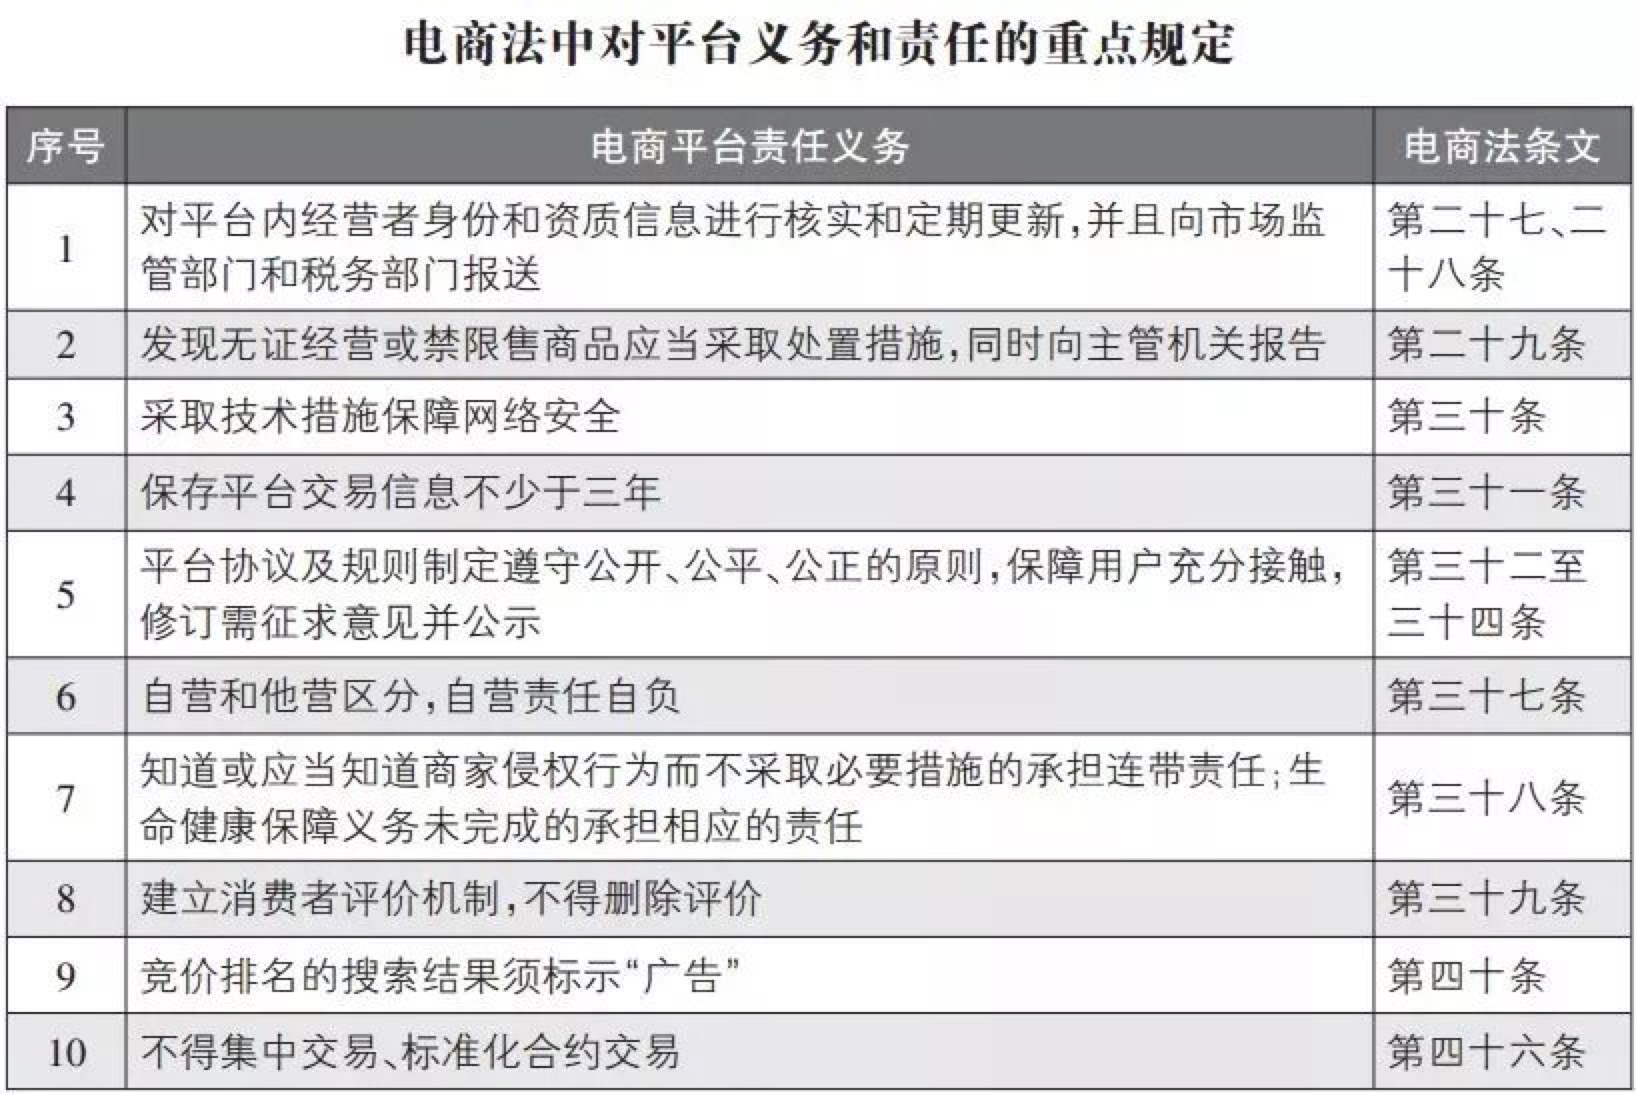 电商法中对平台义务和责任的重点规定
序号 电商平台责任义务 电商法条文
1 对平台内经营者身份和资质信息进行核实和定期更新,并且向市场监 第二十七、二
管部门和税务部门报送 十八条
2 发现无证经营或禁限售商品应当采取处置措施,同时向主管机关报告 第二十九条
3 采取技术措施保障网络安全 第三十条
4 保存平台交易信息不少于三年 第三十一条
5 平台协议及规则制定遵守公开、公平、公正的原则,保障用户充分接触, 第三十二至
修订需征求意见并公示 三十四条
6 自营和他营区分,自营责任自负 第三十七条
7 知道或应当知道商家侵权行为而不采取必要措施的承担连带责任;生 第三十八条
命健康保障义务未完成的承担相应的责任
8 建立消费者评价机制,不得删除评价 第三十九条
9 竞价排名的搜索结果须标示“广告” 第四十条
10 不得集中交易、标准化合约交易 第四十六条